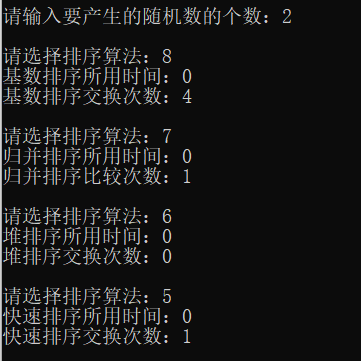 请输入要产生的随机数的个数：2
请选择排序算法：8
基数排序所用时间：0
基数排序交换次数：4
请选择排序算法：7
归并排序所用时间：0
归并排序比较次数：1
请选择排序算法：6
堆排序所用时间：0
堆排序交换次数：0
请选择排序算法：5
快速排序所用时间：0
快速排序交换次数：1